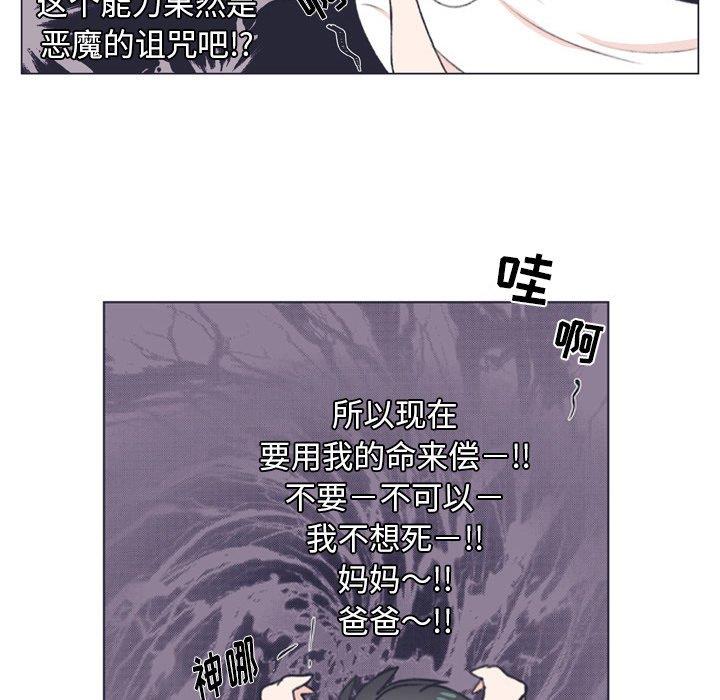 这个能力果然是
恶魔的诅咒吧!?
哇
啊
所以现在
要用我的命来偿－!!
不要－不可以－
我不想死－!!
妈妈～!!
爸爸～!!
神哪